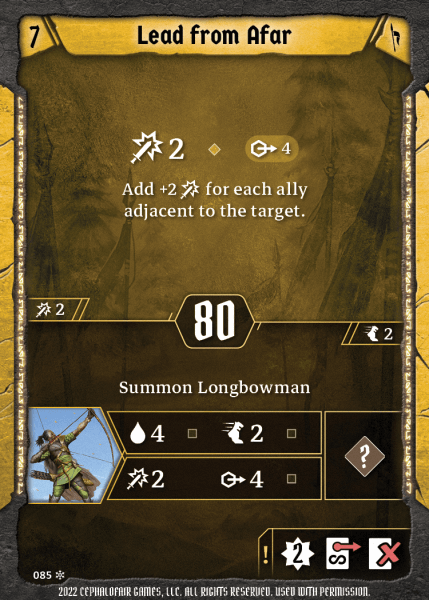 7
Lead from Afar
2 4
Add +2 for each ally
adjacent to the target.
2
80
2
Summon Longbowman
4 2
?
2 4
! 2
085
2022 CEPHALOFAIR GAMES, LLC. ALL RIGHTS RESERVED. USED WITH PERMISSION.